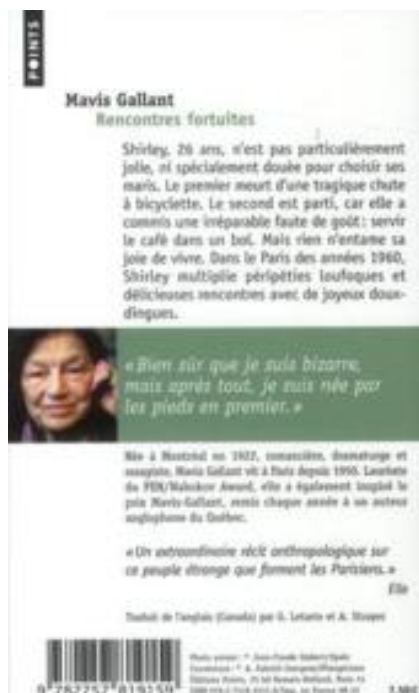 POINTS
Mavis Gallant
Rencontres fortuites
Shirley, 26 ans, n'est pas particulièrement
jolie, ni spécialement douée pour choisir ses
maris. Le premier meurt d'une tragique chute
à bicyclette. Le second est parti, car elle a
commis une irréparable faute de goût : servir
le café dans un bol. Mais rien n'entame sa
joie de vivre. Dans le Paris des années 1960,
Shirley multiplie péripéties loufoques et
délicieuses rencontres avec de joyeux doux-
dingues.
« Bien sûr que je suis bizarre,
mais après tout, je suis née par
les pieds en premier. »
Née à Montréal en 1922, romancière, dramaturge et
essayiste, Mavis Gallant vit à Paris depuis 1950. Lauréate
du PEN/Nabokov Award, elle a également inspiré le
prix Mavis-Gallant, remis chaque année à un auteur
anglophone du Québec.
« Un extraordinaire récit anthropologique sur
ce peuple étrange que forment les Parisiens. »
Elle
Traduit de l'anglais (Canada) par G. Letarte et A. Strayer
9 782757 819159